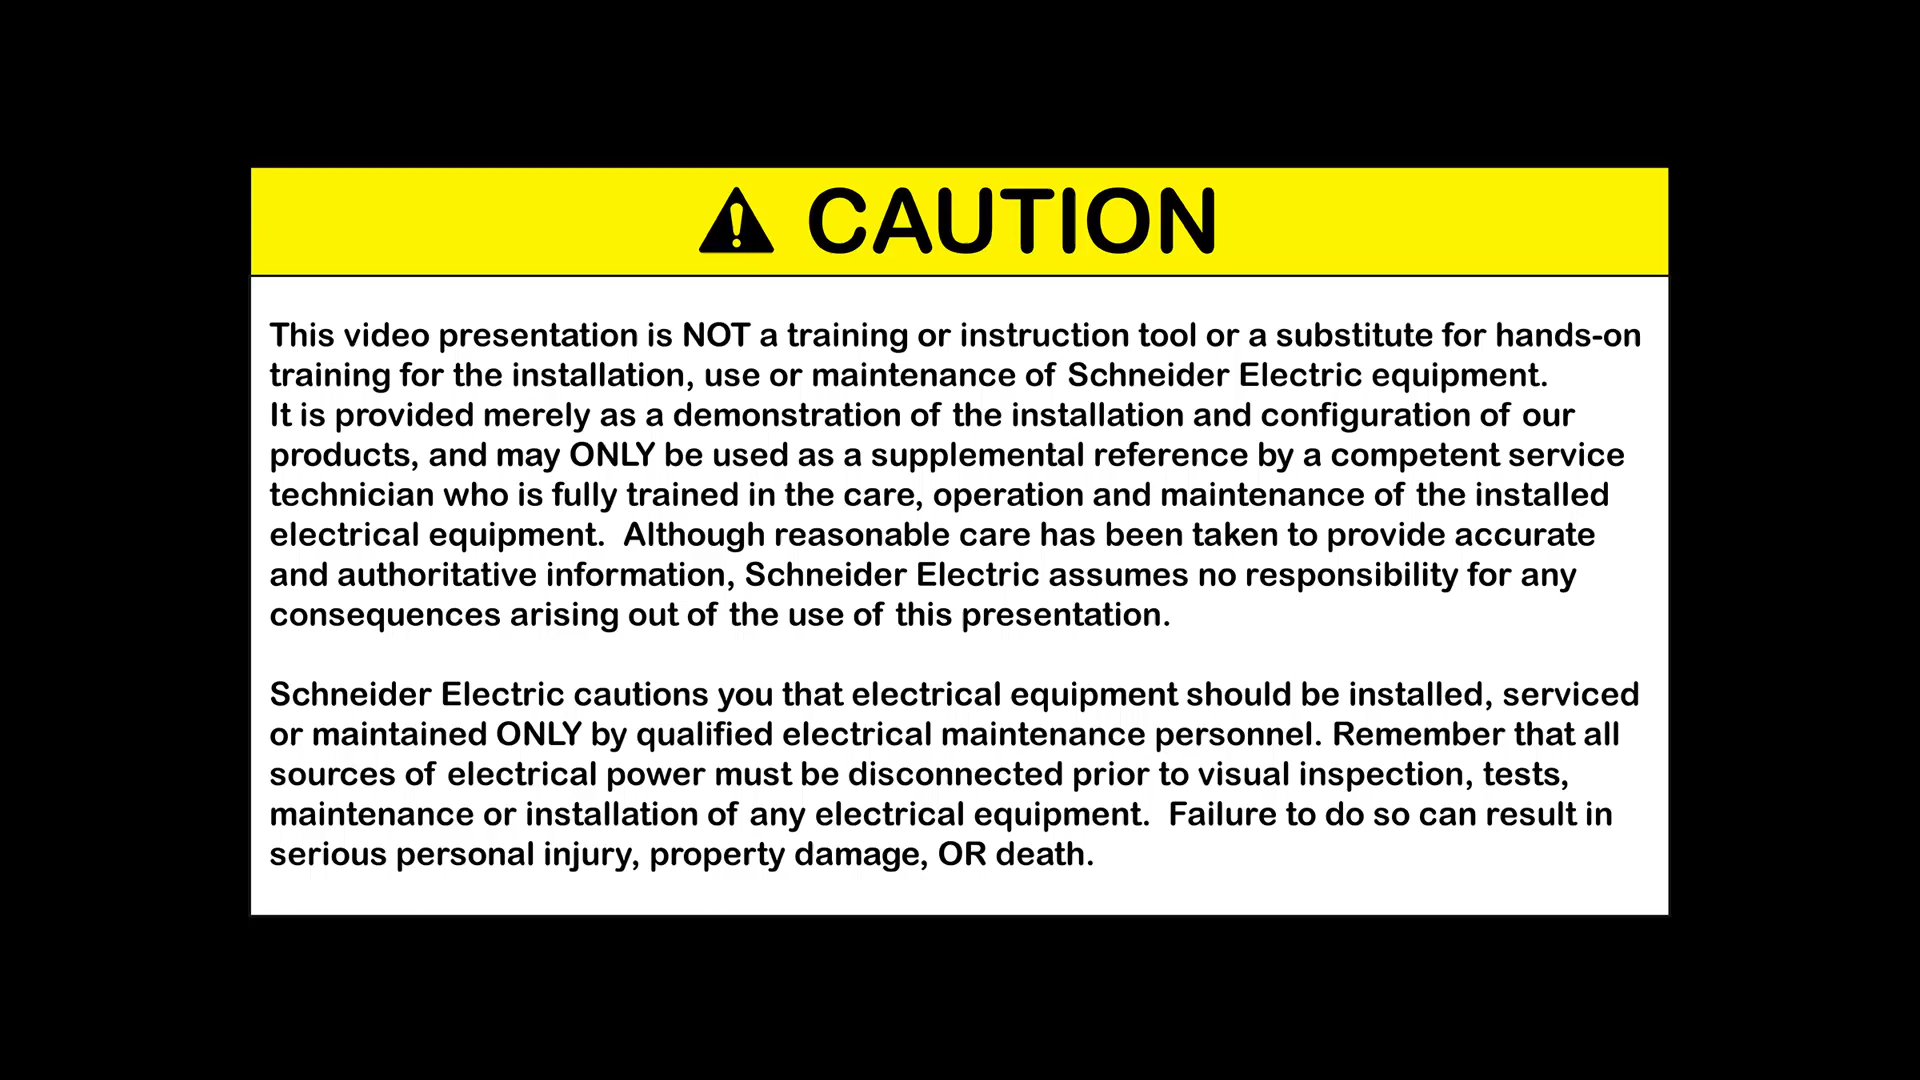 CAUTION
This video presentation is NOT a training or instruction tool or a substitute for hands-on
training for the installation, use or maintenance of Schneider Electric equipment.
It is provided merely as a demonstration of the installation and configuration of our
products, and may ONLY be used as a supplemental reference by a competent service
technician who is fully trained in the care, operation and maintenance of the installed
electrical equipment.  Although reasonable care has been taken to provide accurate
and authoritative information, Schneider Electric assumes no responsibility for any
consequences arising out of the use of this presentation.
Schneider Electric cautions you that electrical equipment should be installed, serviced
or maintained ONLY by qualified electrical maintenance personnel. Remember that all
sources of electrical power must be disconnected prior to visual inspection, tests,
maintenance or installation of any electrical equipment.  Failure to do so can result in
serious personal injury, property damage, OR death.